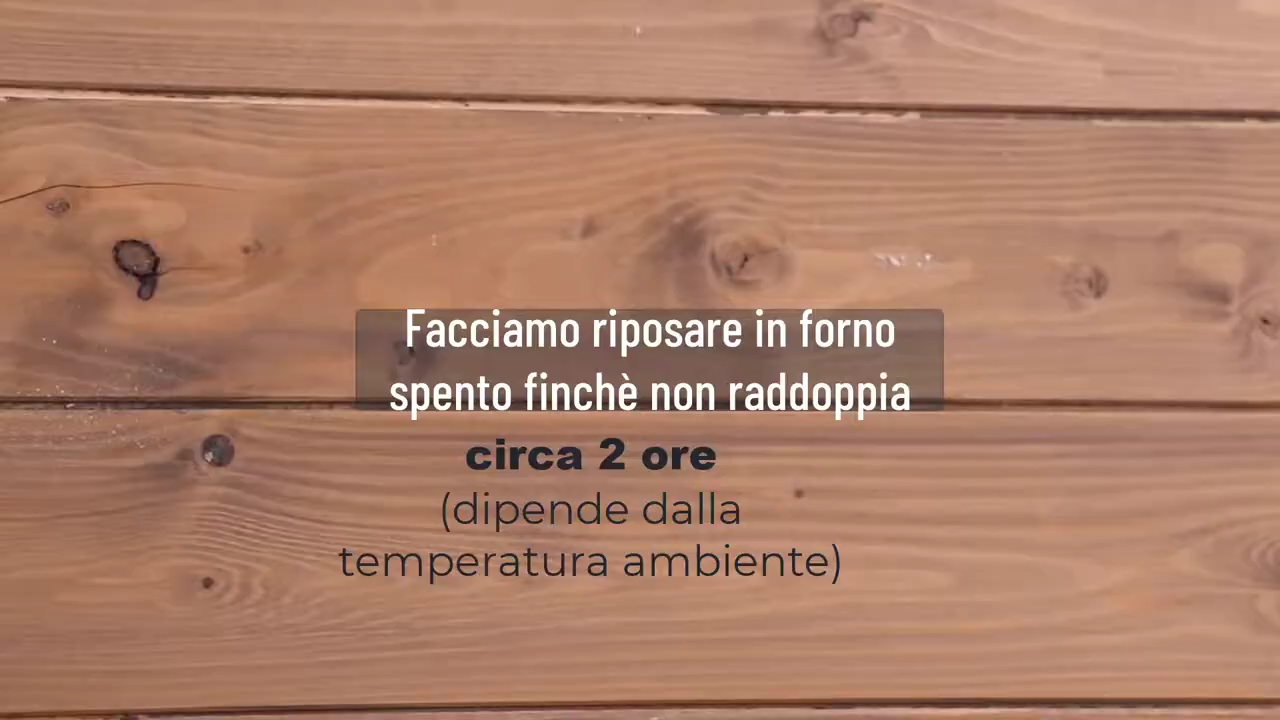 Facciamo riposare in forno
spento finchè non raddoppia
circa 2 ore
(dipende dalla
temperatura ambiente)